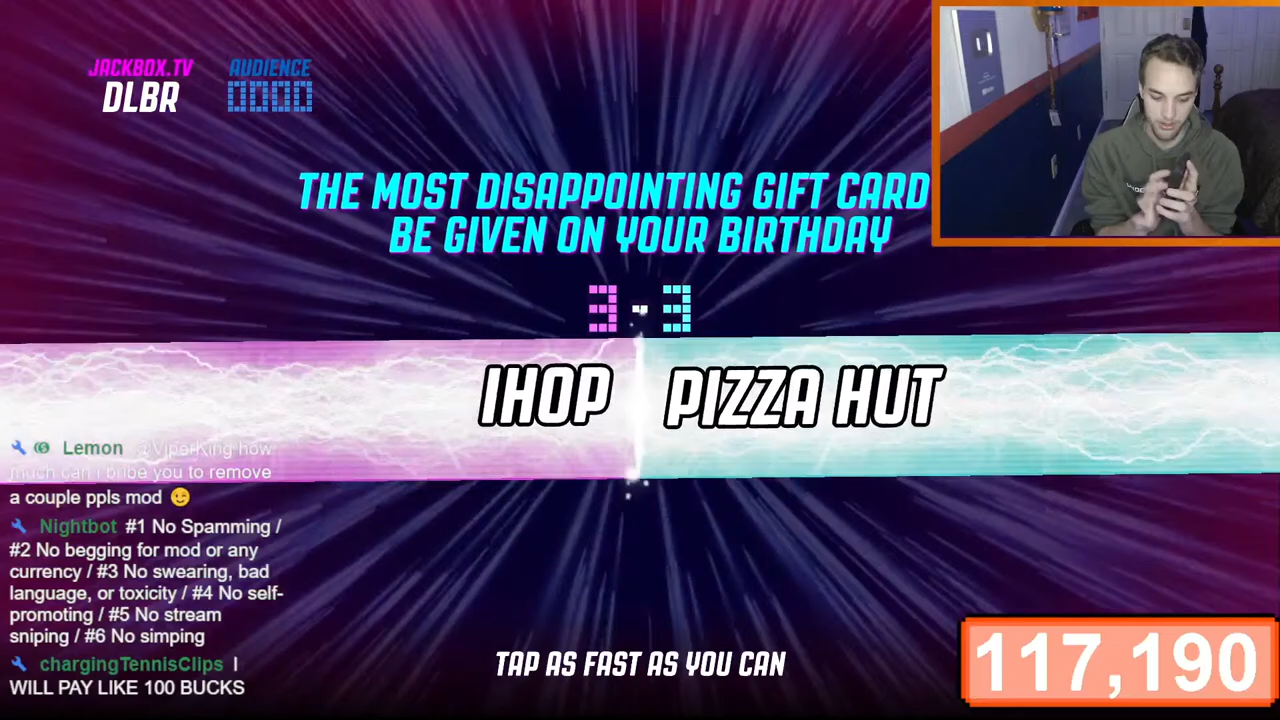 JACKBOX.TV
DLBR
AUDIENCE
THE MOST DISAPPOINTING GIFT CARD
BE GIVEN ON YOUR BIRTHDAY
3-3
IHOP
PIZZA HUT
Lemon @ViperKing how
much can i bribe you to remove
a couple ppls mod 😉
Nightbot #1 No Spamming /
#2 No begging for mod or any
currency / #3 No swearing, bad
language, or toxicity / #4 No self-
promoting / #5 No stream
sniping / #6 No simping
chargingTennisClips I
WILL PAY LIKE 100 BUCKS
TAP AS FAST AS YOU CAN
117,190